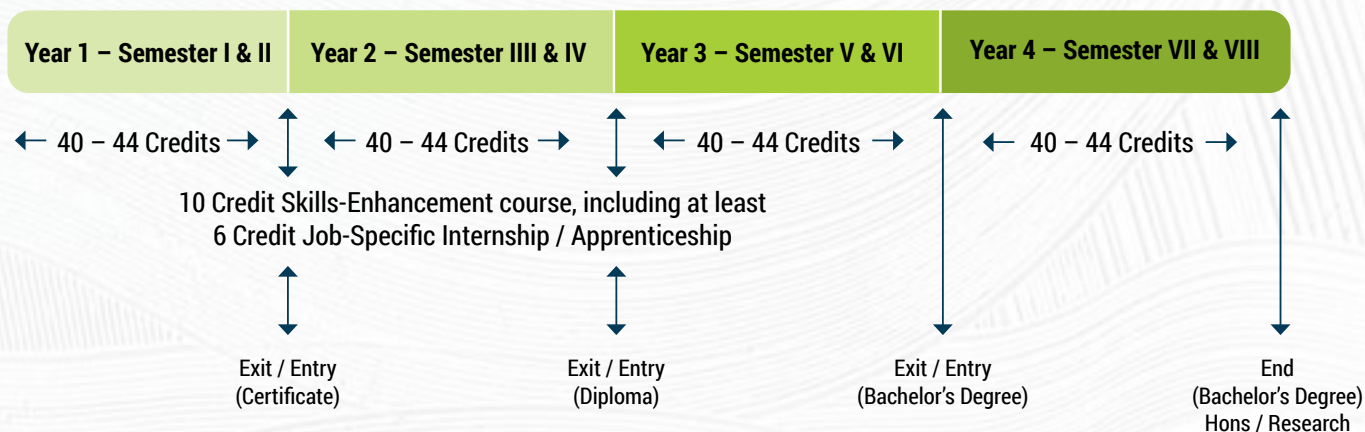 Year 1 – Semester I & II
Year 2 – Semester IIII & IV
Year 3 – Semester V & VI
Year 4 – Semester VII & VIII
40 – 44 Credits
40 – 44 Credits
40 – 44 Credits
40 – 44 Credits
10 Credit Skills-Enhancement course, including at least
6 Credit Job-Specific Internship / Apprenticeship
Exit / Entry
(Certificate)
Exit / Entry
(Diploma)
Exit / Entry
(Bachelor's Degree)
End
(Bachelor's Degree)
Hons / Research